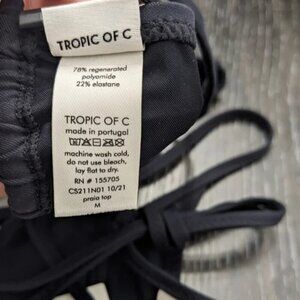 TROPIC OF C
78% regenerated
polyamide
22% elastane
TROPIC OF C
made in portugal
machine wash cold,
do not use bleach,
lay flat to dry.
RN # 155705
C5211N01 10/21
praia top
M